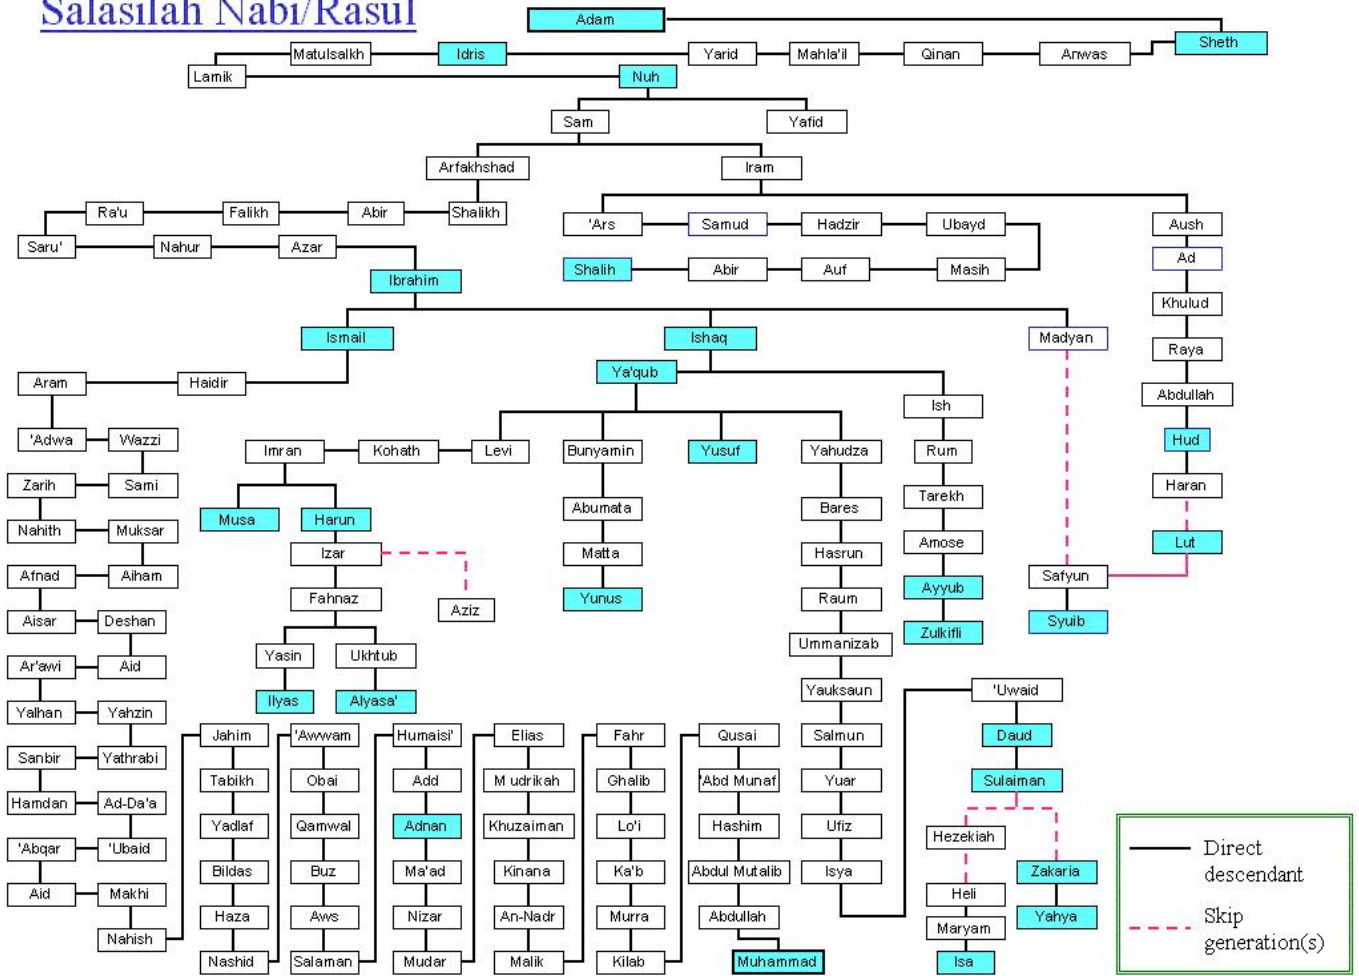 Salasilah Nabi/Rasul
Adam
Sheth
Matulsalkh Idris Yarid Mahla'il Qinan Anwas
Lamik Nuh
Sam Yafid
Arfakhshad Iram
Ra'u Falikh Abir Shalikh 'Ars Samud Hadzir Ubayd Aush
Saru' Nahur Azar
Shalih Abir Auf Masih Ad
Ibrahim
Khulud
Ismail Ishaq Madyan
Raya
Ya'qub
Aram Haidir
Abdullah
Ish
'Adwa Wazzi Hud
Imran Kohath Levi Bunyamin Yusuf Yahudza Rum
Zarih Sami Haran
Tarekh
Abumata Bares
Musa Harun
Nahith Muksar
Amose Lut
Izar Matta Hasrun
Afnad Aiham Safyun
Ayyub
Fahnaz Yunus Raum
Aziz
Aisar Deshan Syuib
Zulkifli
Ummanizab
Yasin Ukhtub
Ar'awi Aid
Yauksaun 'Uwaid
Ilyas Alyasa'
Yalhan Yahzin
Jahim 'Awwam Humaisi' Elias Fahr Qusai Salmun Daud
Sanbir Yathrabi
Tabikh Obai Add Mudrikah Ghalib 'Abd Munaf Yuar Sulaiman
Hamdan Ad-Da'a
Yadlaf Qamwal Adnan Khuzaiman Lo'i Hashim Ufiz
Hezekiah
'Abqar 'Ubaid
Direct
descendant
Bildas Buz Ma'ad Kinana Ka'b Abdul Mutalib Isya Zakaria
Aid Makhi Heli
Haza Aws Nizar An-Nadr Murra Abdullah Yahya
Skip
generation(s)
Maryam
Nahish
Nashid Salaman Mudar Malik Kilab Muhammad Isa